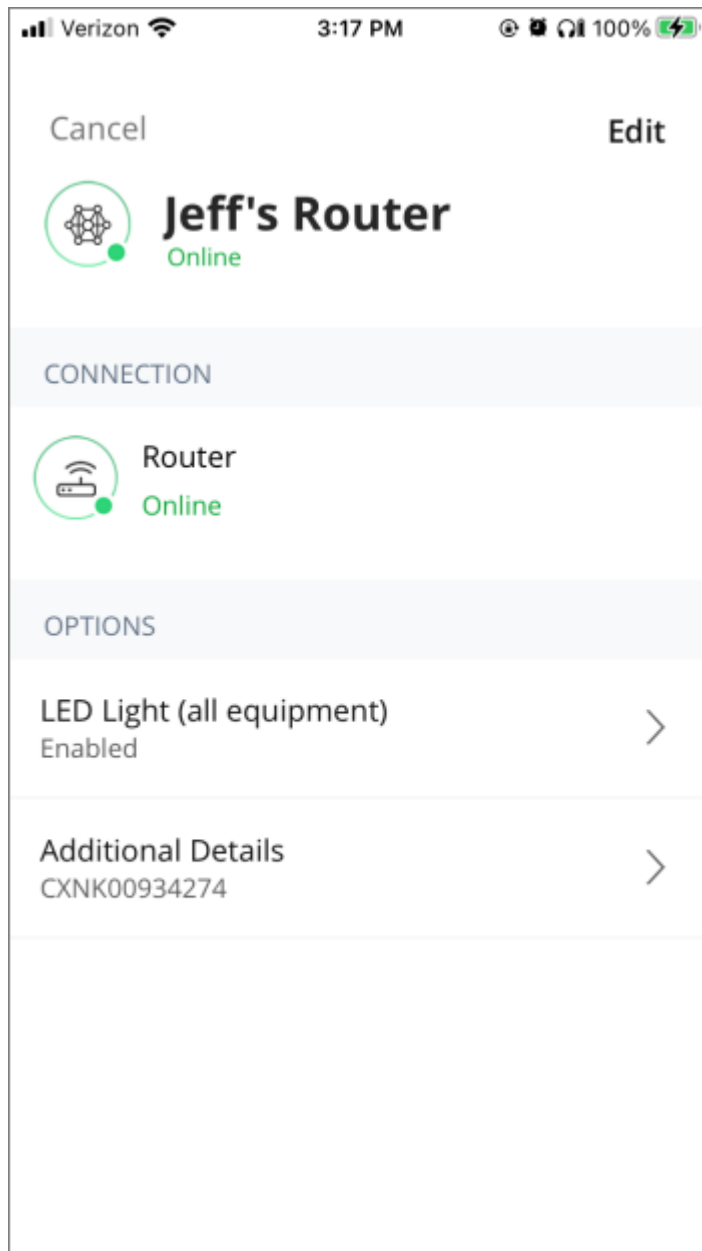 Verizon 3:17 PM 100%
Cancel Edit
Jeff's Router
Online
CONNECTION
Router
Online
OPTIONS
LED Light (all equipment)
Enabled
Additional Details
CXNK00934274